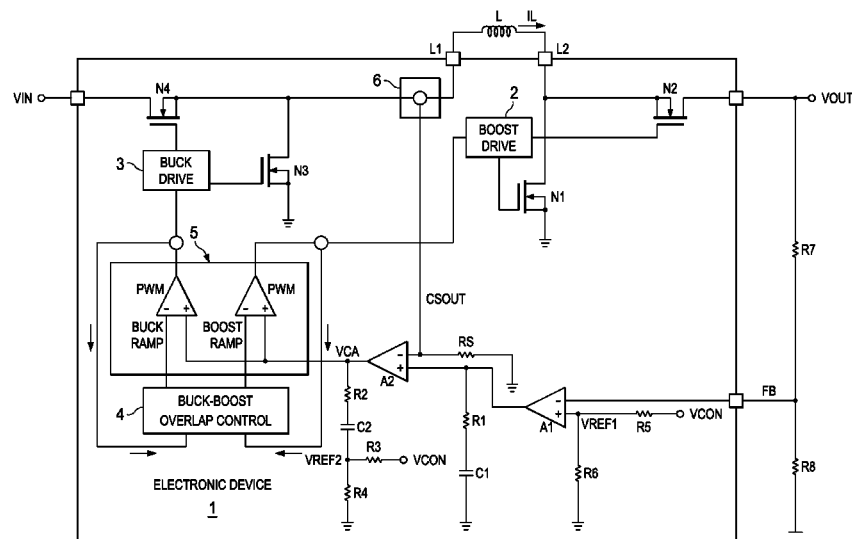 L
IL
L1
L2
VIN
N4
6
2
N2
VOUT
BOOST
DRIVE
3
BUCK
DRIVE
N3
N1
5
R7
PWM
PWM
CSOUT
BUCK
RAMP
BOOST
RAMP
VCA
A2
RS
4
BUCK-BOOST
OVERLAP CONTROL
R2
C2
R1
A1
VREF1
R5
VCON
FB
VREF2
R3
VCON
C1
R6
R4
R8
ELECTRONIC DEVICE
1
- +
- +
-
+
-
+